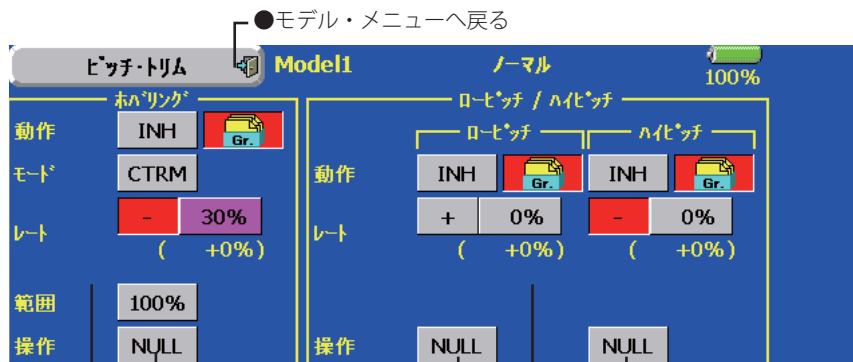 ●モデル・メニューへ戻る
ﾋﾟｯﾁ･ﾄﾘﾑ Model1 ﾉｰﾏﾙ 100%
ﾎﾊﾞﾘﾝｸﾞ ﾛｰﾋﾟｯﾁ / ﾊｲﾋﾟｯﾁ
ﾛｰﾋﾟｯﾁ ﾊｲﾋﾟｯﾁ
動作 INH Gr.
ﾓｰﾄﾞ CTRM 動作 INH Gr. INH Gr.
ﾚｰﾄ - 30% ﾚｰﾄ + 0% - 0%
( +0%) ( +0%) ( +0%)
範囲 100%
操作 NULL 操作 NULL NULL